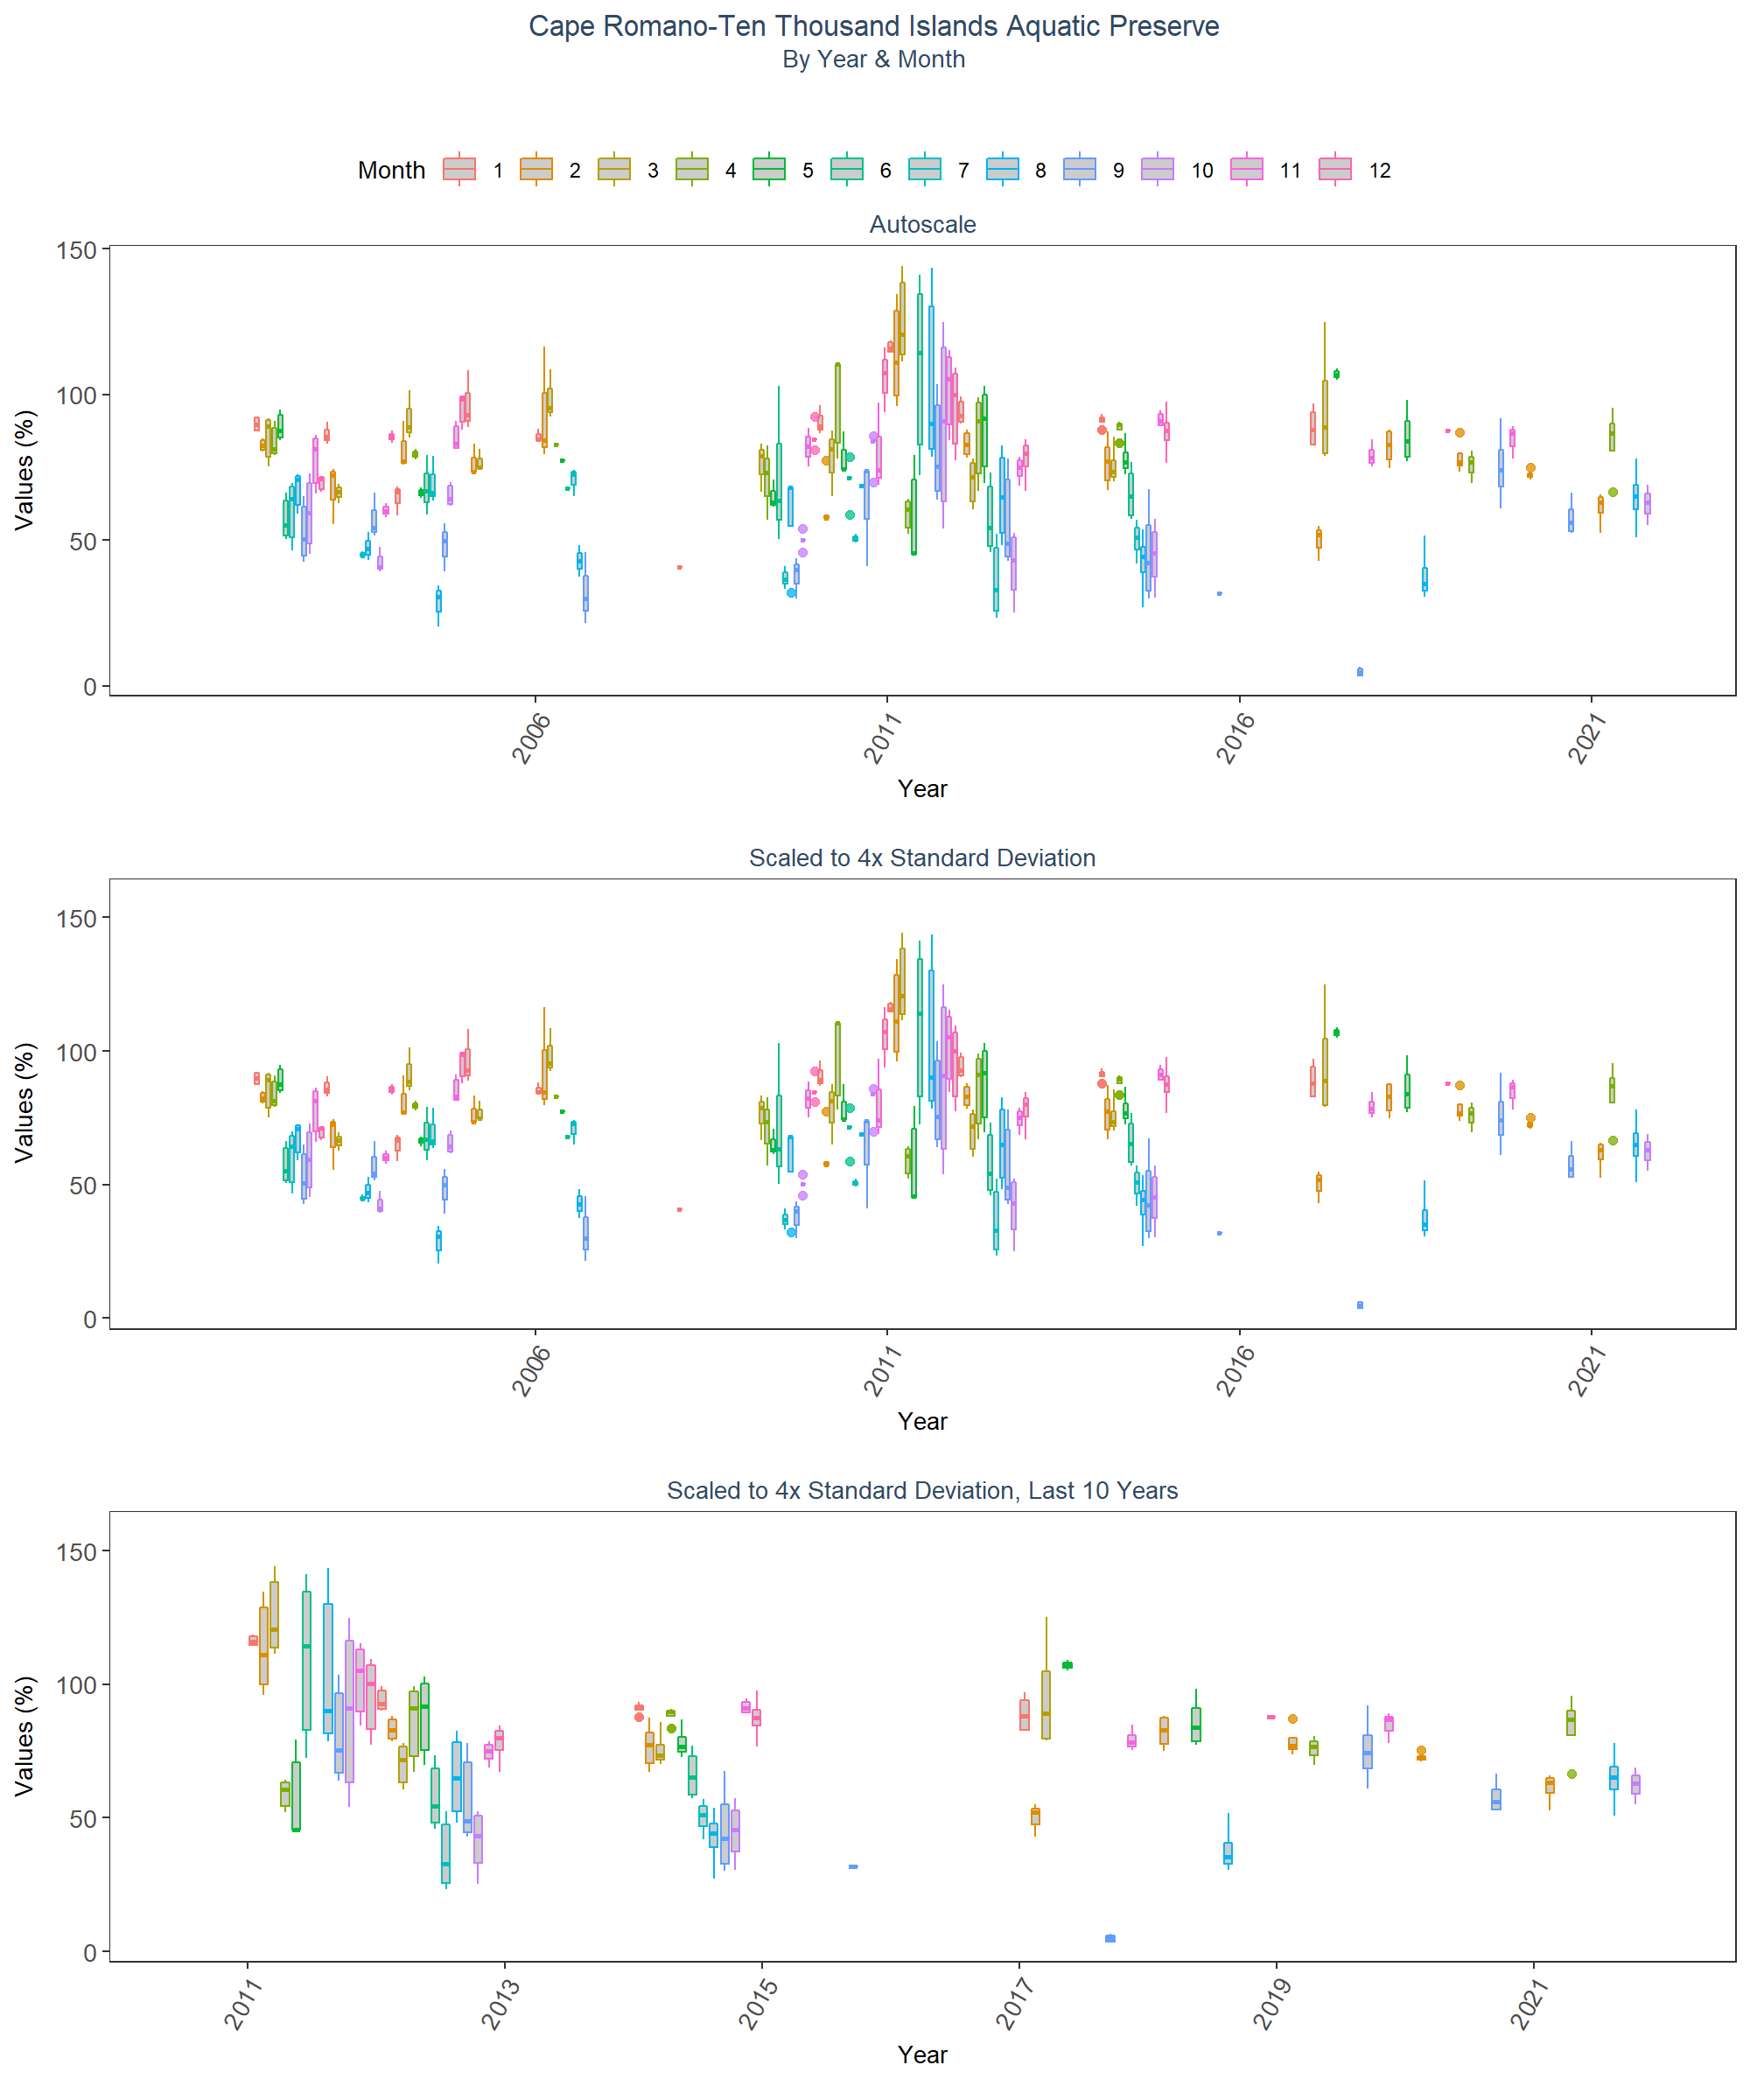 Cape Romano-Ten Thousand Islands Aquatic Preserve
By Year & Month
Month 1 2 3 4 5 6 7 8 9 10 11 12
Autoscale
Values (%)
150
100
50
0
2006 2011 2016 2021
Year
Scaled to 4x Standard Deviation
Values (%)
150
100
50
0
2006 2011 2016 2021
Year
Scaled to 4x Standard Deviation, Last 10 Years
Values (%)
150
100
50
0
2011 2013 2015 2017 2019 2021
Year